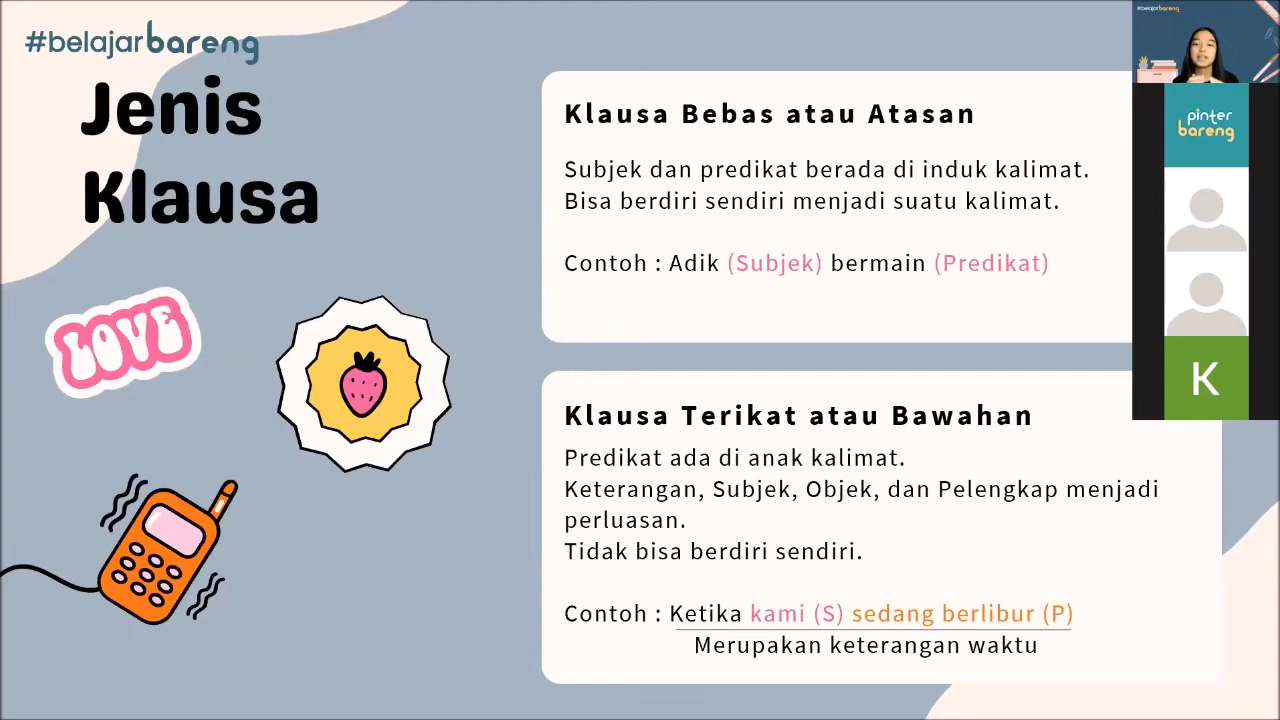 #belajarbareng
Jenis
Klausa
LOVE
Klausa Bebas atau Atasan
Subjek dan predikat berada di induk kalimat.
Bisa berdiri sendiri menjadi suatu kalimat.
Contoh : Adik (Subjek) bermain (Predikat)
Klausa Terikat atau Bawahan
Predikat ada di anak kalimat.
Keterangan, Subjek, Objek, dan Pelengkap menjadi
perluasan.
Tidak bisa berdiri sendiri.
Contoh : Ketika kami (S) sedang berlibur (P)
Merupakan keterangan waktu
#belajarbareng
pinter
bareng
K